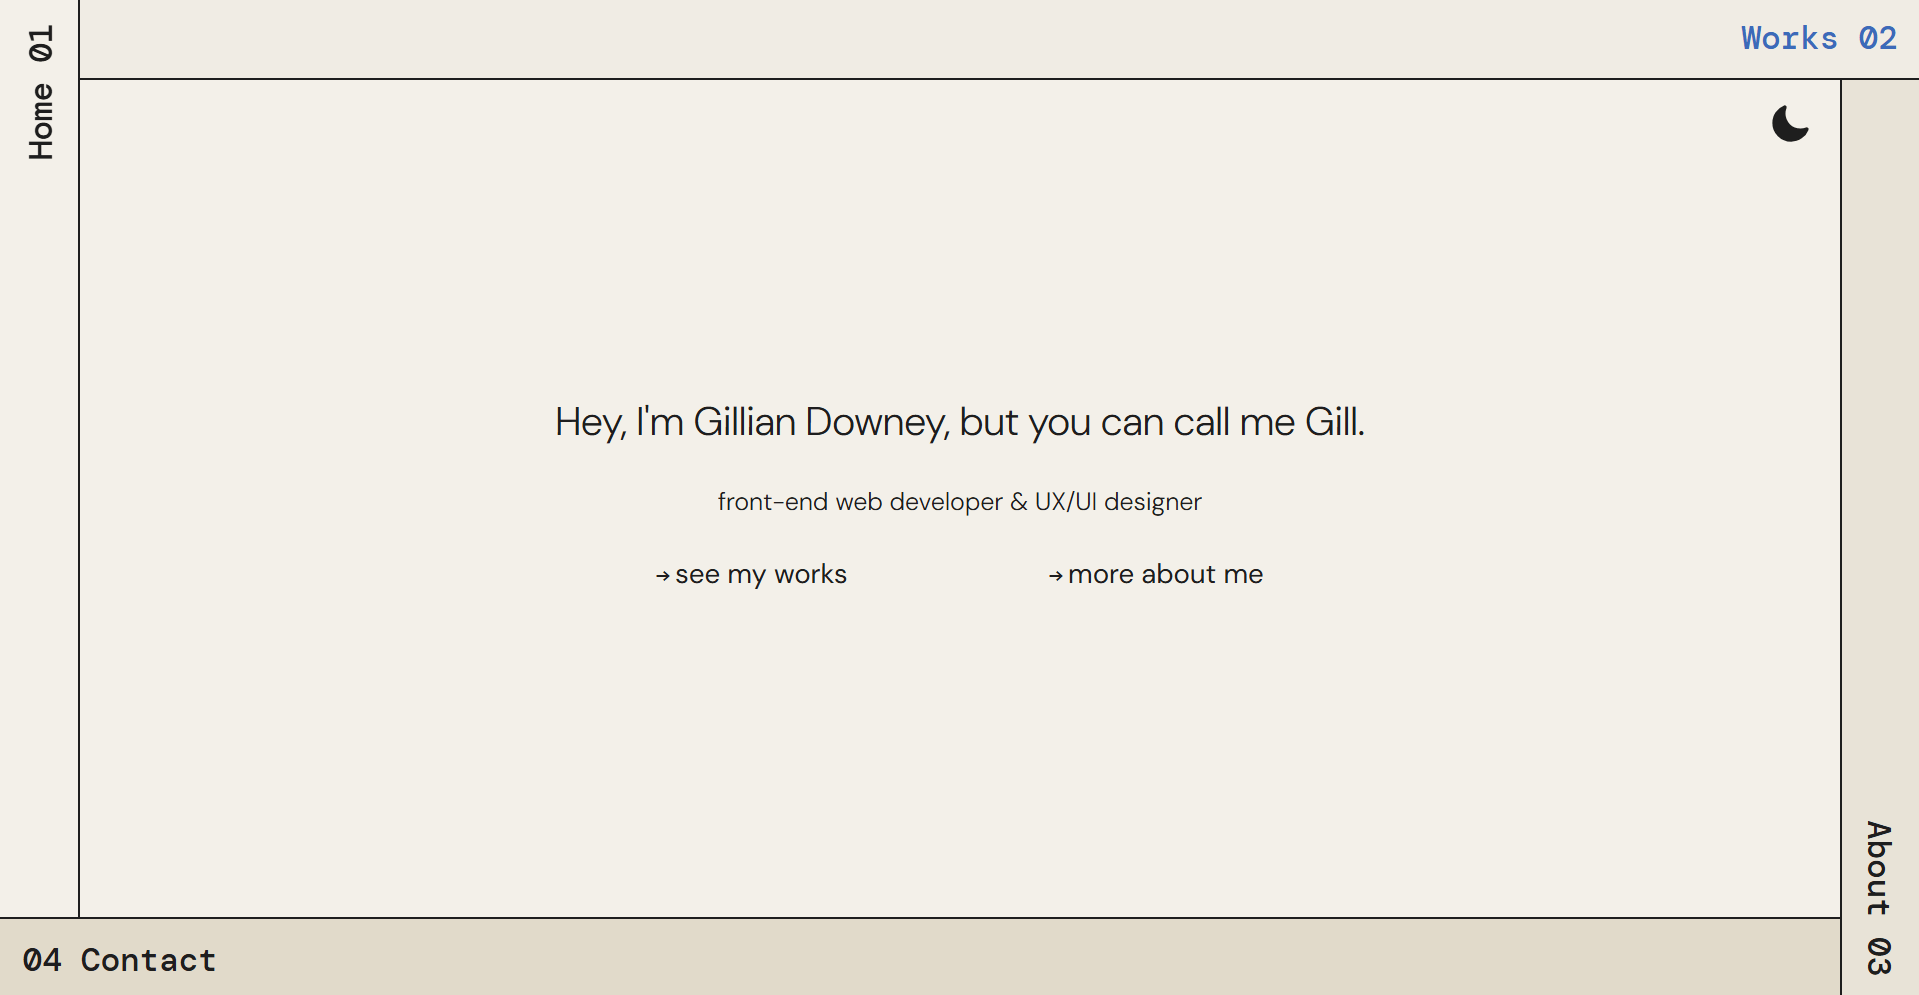 Home 01
Works 02
Hey, I'm Gillian Downey, but you can call me Gill.
front-end web developer & UX/UI designer
→ see my works
→ more about me
About 03
04 Contact